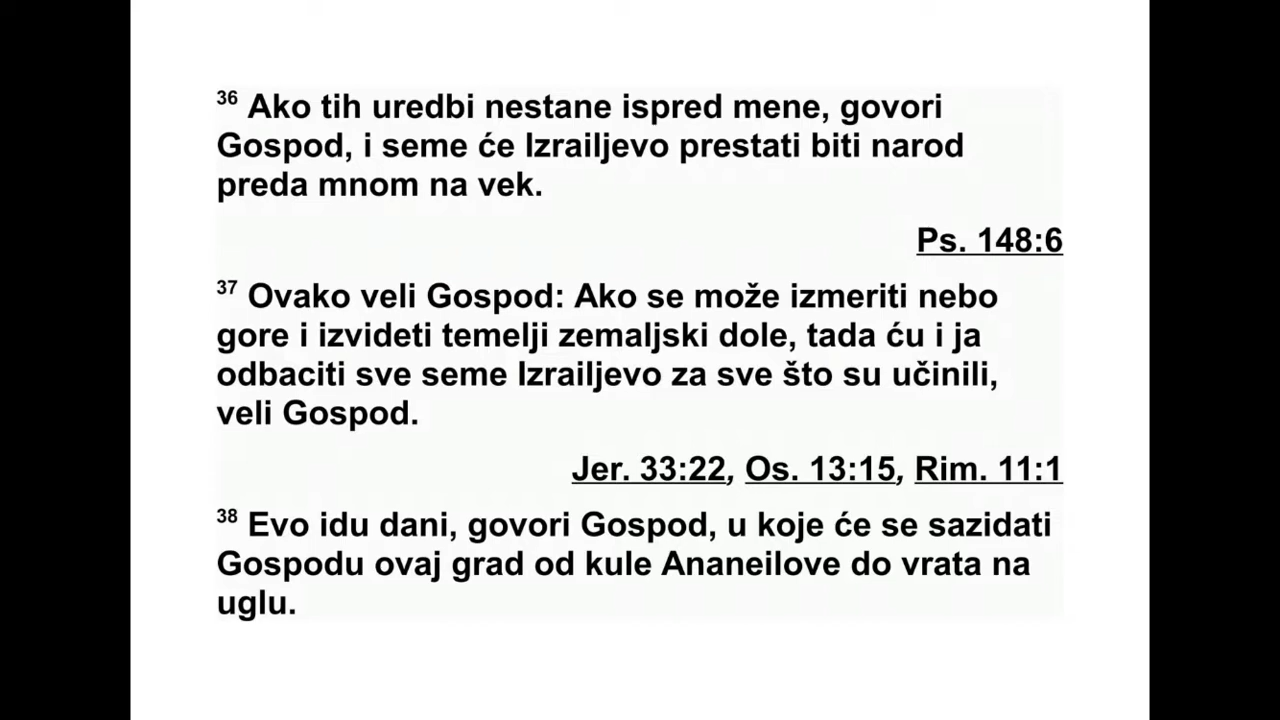 36 Ako tih uredbi nestane ispred mene, govori
Gospod, i seme će Izrailjevo prestati biti narod
preda mnom na vek.
Ps. 148:6
37 Ovako veli Gospod: Ako se može izmeriti nebo
gore i izvideti temelji zemaljski dole, tada ću i ja
odbaciti sve seme Izrailjevo za sve što su učinili,
veli Gospod.
Jer. 33:22, Os. 13:15, Rim. 11:1
38 Evo idu dani, govori Gospod, u koje će se sazidati
Gospodu ovaj grad od kule Ananeilove do vrata na
uglu.